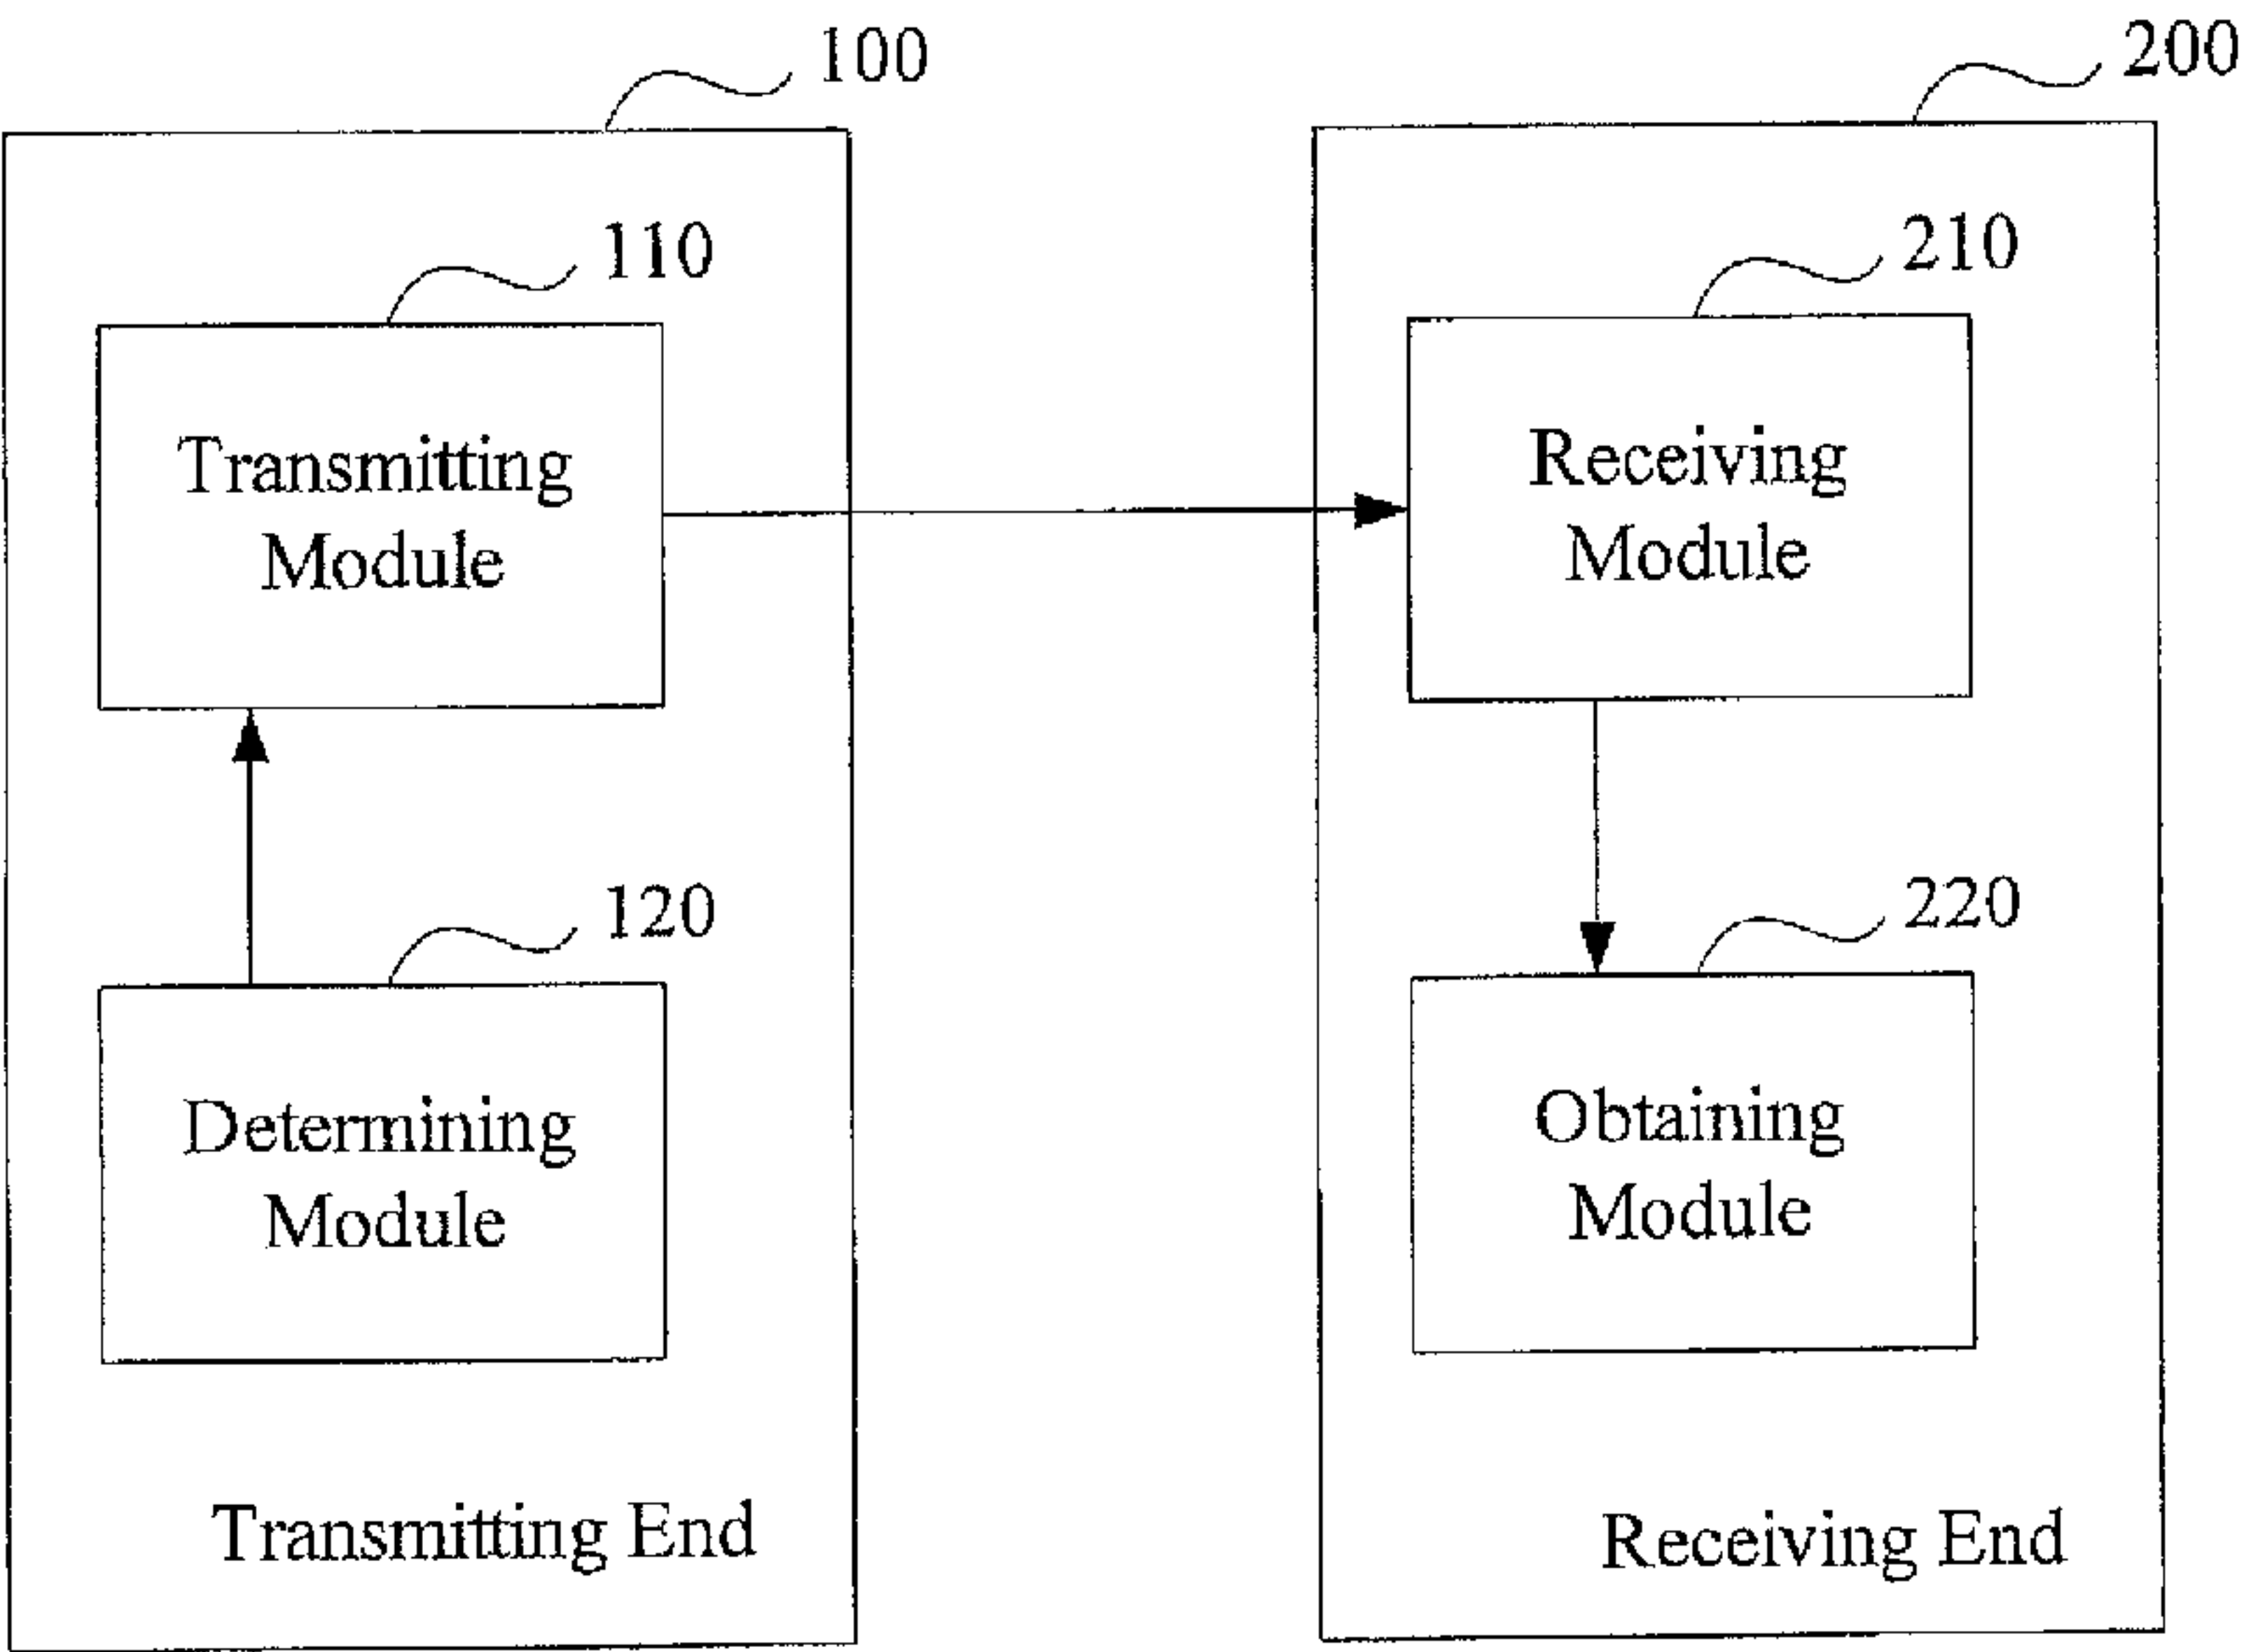 100
200
110
210
Transmitting
Module
Receiving
Module
120
220
Determining
Module
Obtaining
Module
Transmitting End
Receiving End